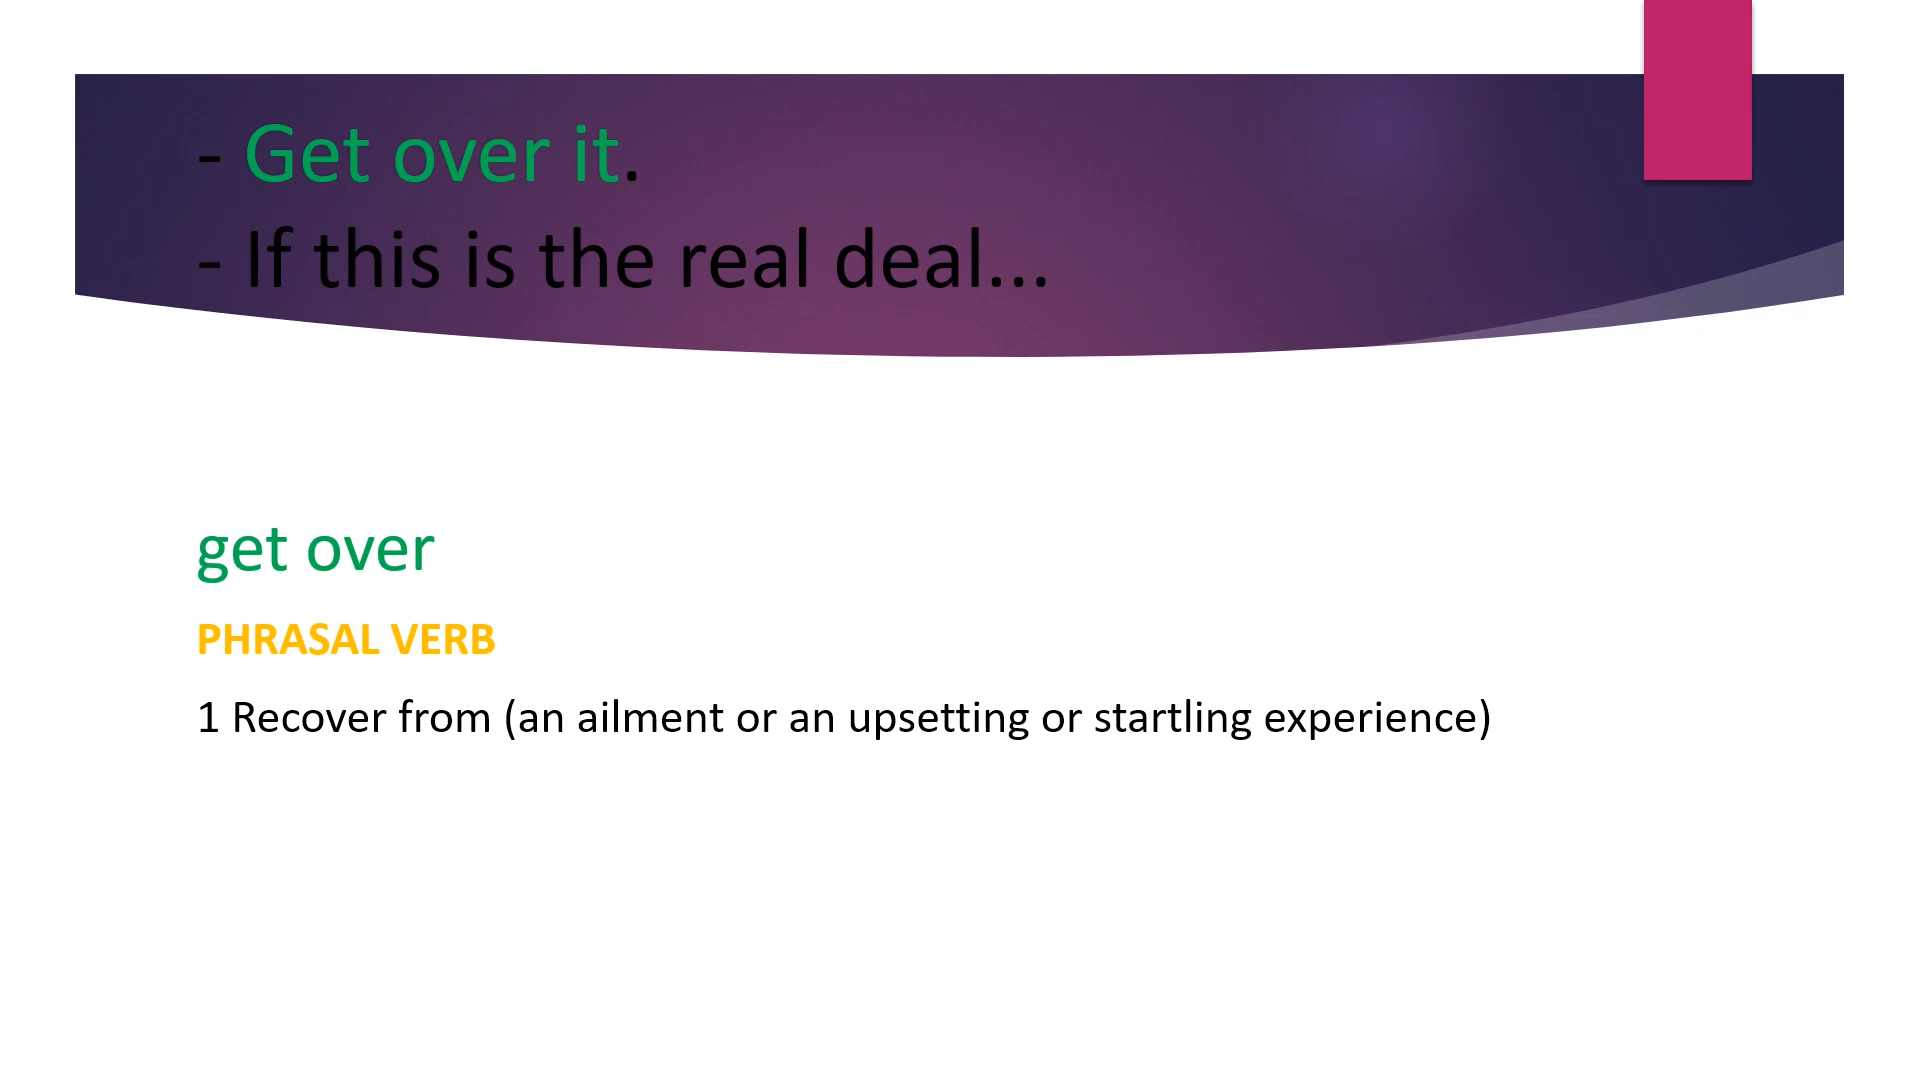 - Get over it.
- If this is the real deal...
get over
PHRASAL VERB
1 Recover from (an ailment or an upsetting or startling experience)